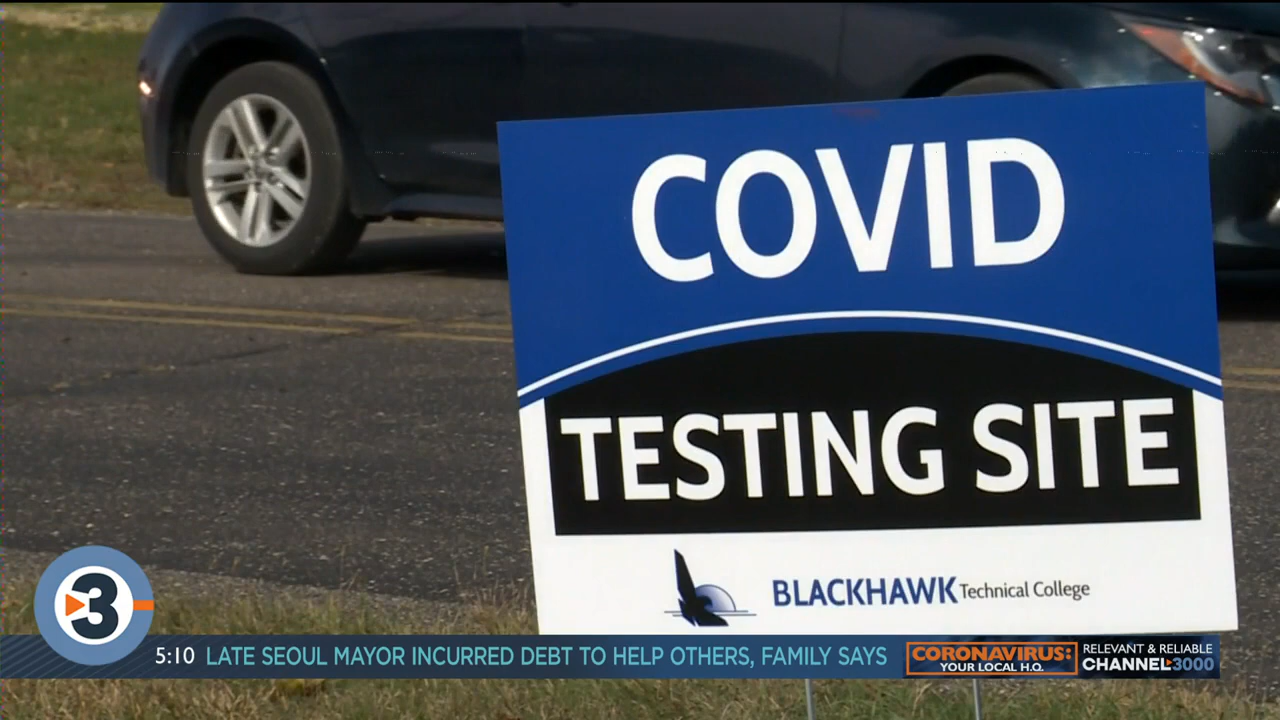 COVID
TESTING SITE
BLACKHAWK Technical College
3
5:10 LATE SEOUL MAYOR INCURRED DEBT TO HELP OTHERS, FAMILY SAYS
CORONAVIRUS:
YOUR LOCAL H.Q.
RELEVANT & RELIABLE
CHANNEL3000